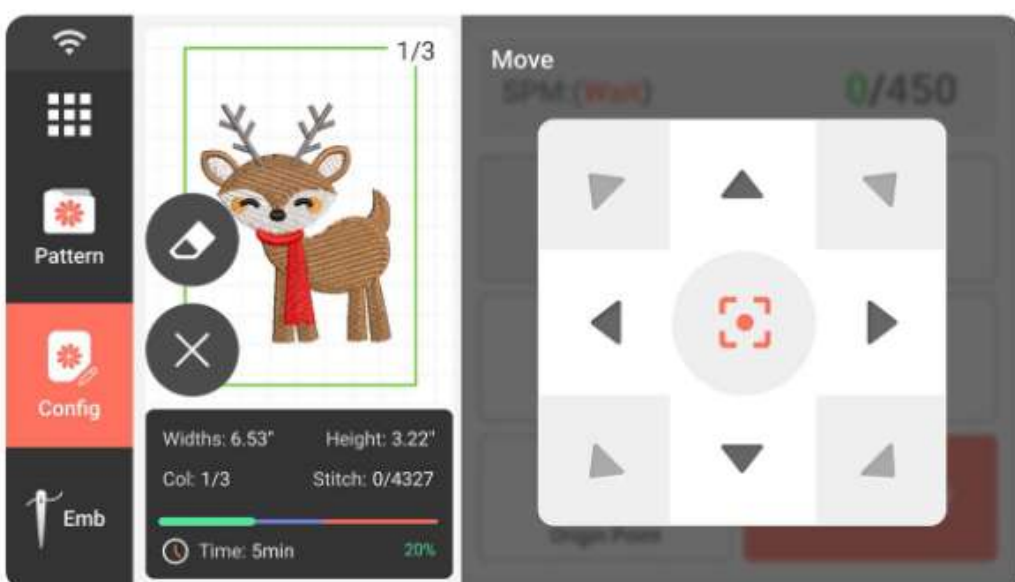 1/3
Move
SPM:(Wait)
0/450
Pattern
Config
Widths: 6.53" Height: 3.22"
Col: 1/3 Stitch: 0/4327
Emb
Time: 5min 20%
Origin Point